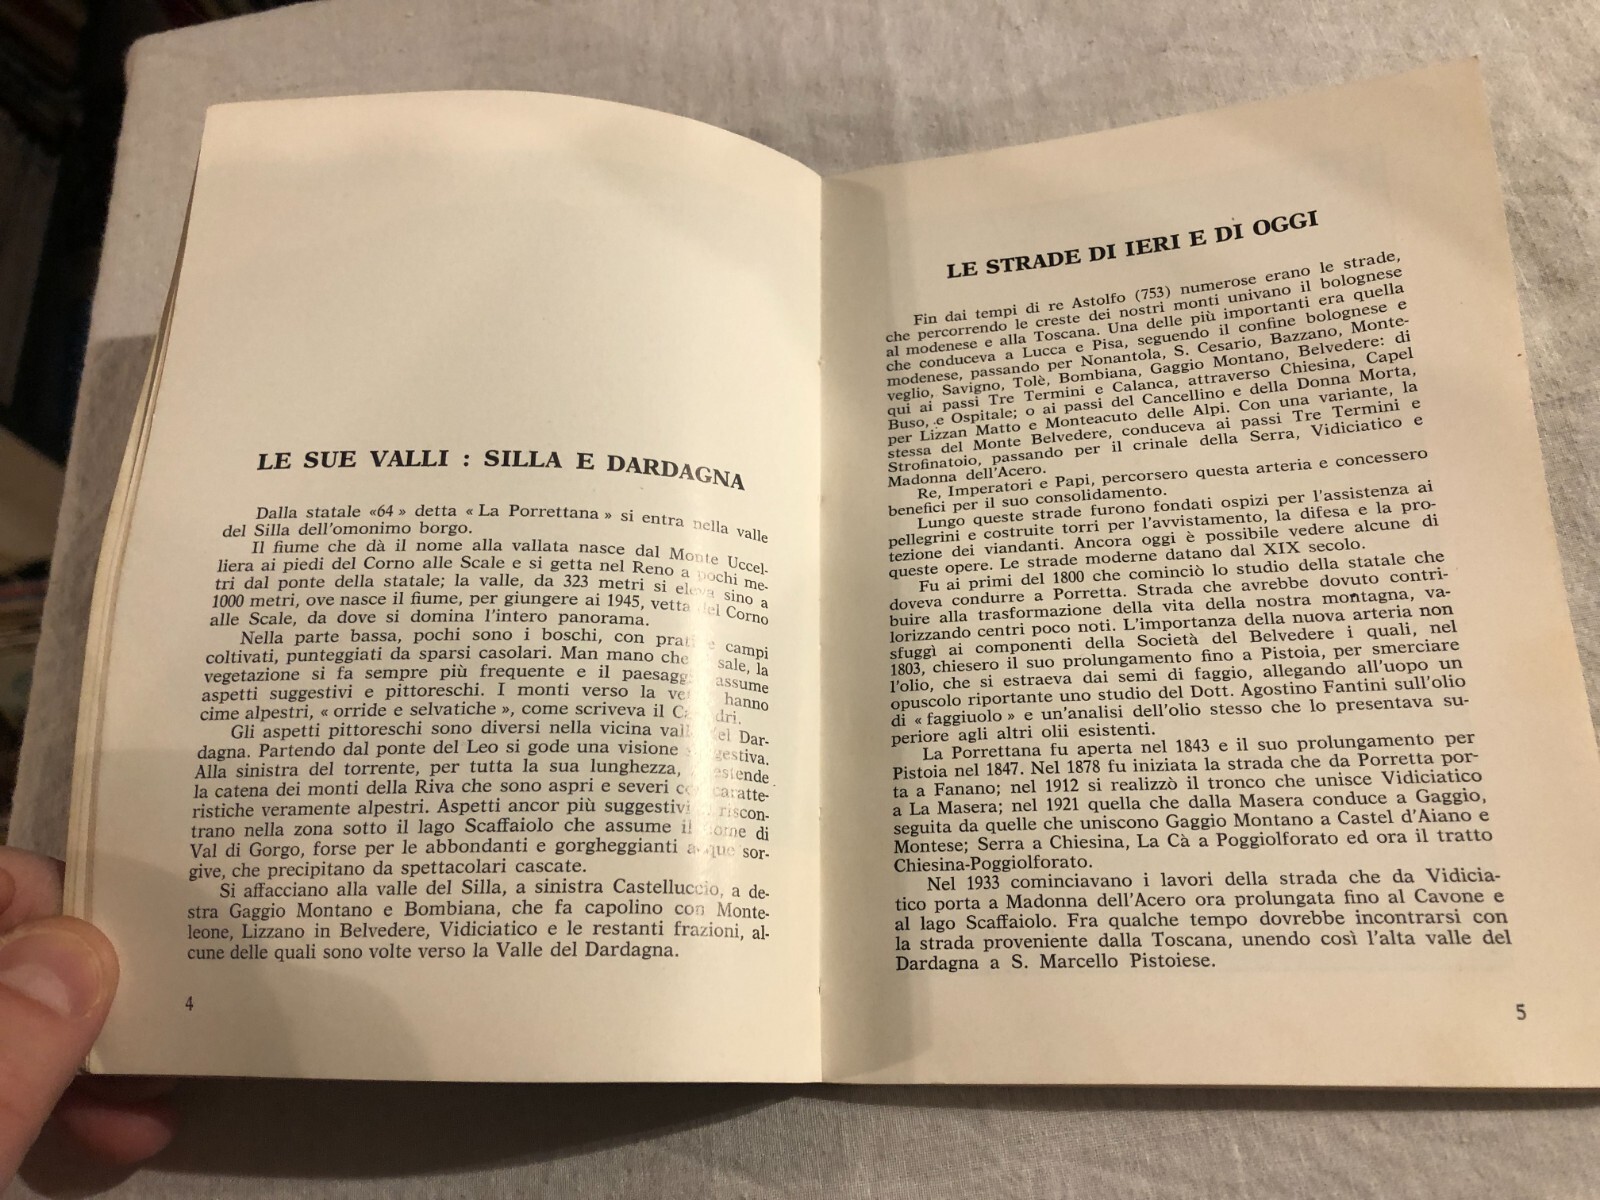 LE SUE VALLI : SILLA E DARDAGNA
Dalla statale «64» detta « La Porrettana » si entra nella valle
del Silla dell'omonimo borgo.
Il fiume che dà il nome alla vallata nasce dal Monte Uccel-
liera ai piedi del Corno alle Scale e si getta nel Reno a pochi me-
tri dal ponte della statale; la valle, da 323 metri si eleva sino a
1000 metri, ove nasce il fiume, per giungere ai 1945, vetta del Corno
alle Scale, da dove si domina l'intero panorama.
Nella parte bassa, pochi sono i boschi, con prati e campi
coltivati, punteggiati da sparsi casolari. Man mano che sale, la
vegetazione si fa sempre più frequente e il paesaggio assume
aspetti suggestivi e pittoreschi. I monti verso la vetta hanno
cime alpestri, « orride e selvatiche », come scriveva il
Gli aspetti pittoreschi sono diversi nella vicina valle del Dar-
dagna. Partendo dal ponte del Leo si gode una visione suggestiva.
Alla sinistra del torrente, per tutta la sua lunghezza, si estende
la catena dei monti della Riva che sono aspri e severi con caratte-
ristiche veramente alpestri. Aspetti ancor più suggestivi si riscon-
trano nella zona sotto il lago Scaffaiolo che assume il nome di
Val di Gorgo, forse per le abbondanti e gorgheggianti acque sor-
give, che precipitano da spettacolari cascate.
Si affacciano alla valle del Silla, a sinistra Castelluccio, a de-
stra Gaggio Montano e Bombiana, che fa capolino con Monte-
leone, Lizzano in Belvedere, Vidiciatico e le restanti frazioni, al-
cune delle quali sono volte verso la Valle del Dardagna.
4
LE STRADE DI IERI E DI OGGI
Fin dai tempi di re Astolfo (753) numerose erano le strade,
che percorrendo le creste dei nostri monti univano il bolognese
al modenese e alla Toscana. Una delle più importanti era quella
che conduceva a Lucca e Pisa, seguendo il confine bolognese e
modenese, passando per Nonantola, S. Cesario, Bazzano, Monte-
veglio, Savigno, Tolè, Bombiana, Gaggio Montano, Belvedere: di
qui ai passi Tre Termini e Calanca, attraverso Chiesina, Capel
Buso, e Ospitale; o ai passi del Cancellino e della Donna Morta,
per Lizzan Matto e Monteacuto delle Alpi. Con una variante, la
stessa del Monte Belvedere, conduceva ai passi Tre Termini e
Strofinatoio, passando per il crinale della Serra, Vidiciatico e
Madonna dell'Acero.
Re, Imperatori e Papi, percorsero questa arteria e concessero
benefici per il suo consolidamento.
Lungo queste strade furono fondati ospizi per l'assistenza ai
pellegrini e costruite torri per l'avvistamento, la difesa e la pro-
tezione dei viandanti. Ancora oggi è possibile vedere alcune di
queste opere. Le strade moderne datano dal XIX secolo.
Fu ai primi del 1800 che cominciò lo studio della statale che
doveva condurre a Porretta. Strada che avrebbe dovuto contri-
buire alla trasformazione della vita della nostra montagna, va-
lorizzando centri poco noti. L'importanza della nuova arteria non
sfuggì ai componenti della Società del Belvedere i quali, nel
1803, chiesero il suo prolungamento fino a Pistoia, per smerciare
l'olio, che si estraeva dai semi di faggio, allegando all'uopo un
opuscolo riportante uno studio del Dott. Agostino Fantini sull'olio
di « faggiuolo » e un'analisi dell'olio stesso che lo presentava su-
periore agli altri olii esistenti.
La Porrettana fu aperta nel 1843 e il suo prolungamento per
Pistoia nel 1847. Nel 1878 fu iniziata la strada che da Porretta por-
ta a Fanano; nel 1912 si realizzò il tronco che unisce Vidiciatico
a La Masera; nel 1921 quella che dalla Masera conduce a Gaggio,
seguita da quelle che uniscono Gaggio Montano a Castel d'Aiano e
Montese; Serra a Chiesina, La Cà a Poggiolforato ed ora il tratto
Chiesina-Poggiolforato.
Nel 1933 cominciavano i lavori della strada che da Vidicia-
tico porta a Madonna dell'Acero ora prolungata fino al Cavone e
al lago Scaffaiolo. Fra qualche tempo dovrebbe incontrarsi con
la strada proveniente dalla Toscana, unendo così l'alta valle del
Dardagna a S. Marcello Pistoiese.
5